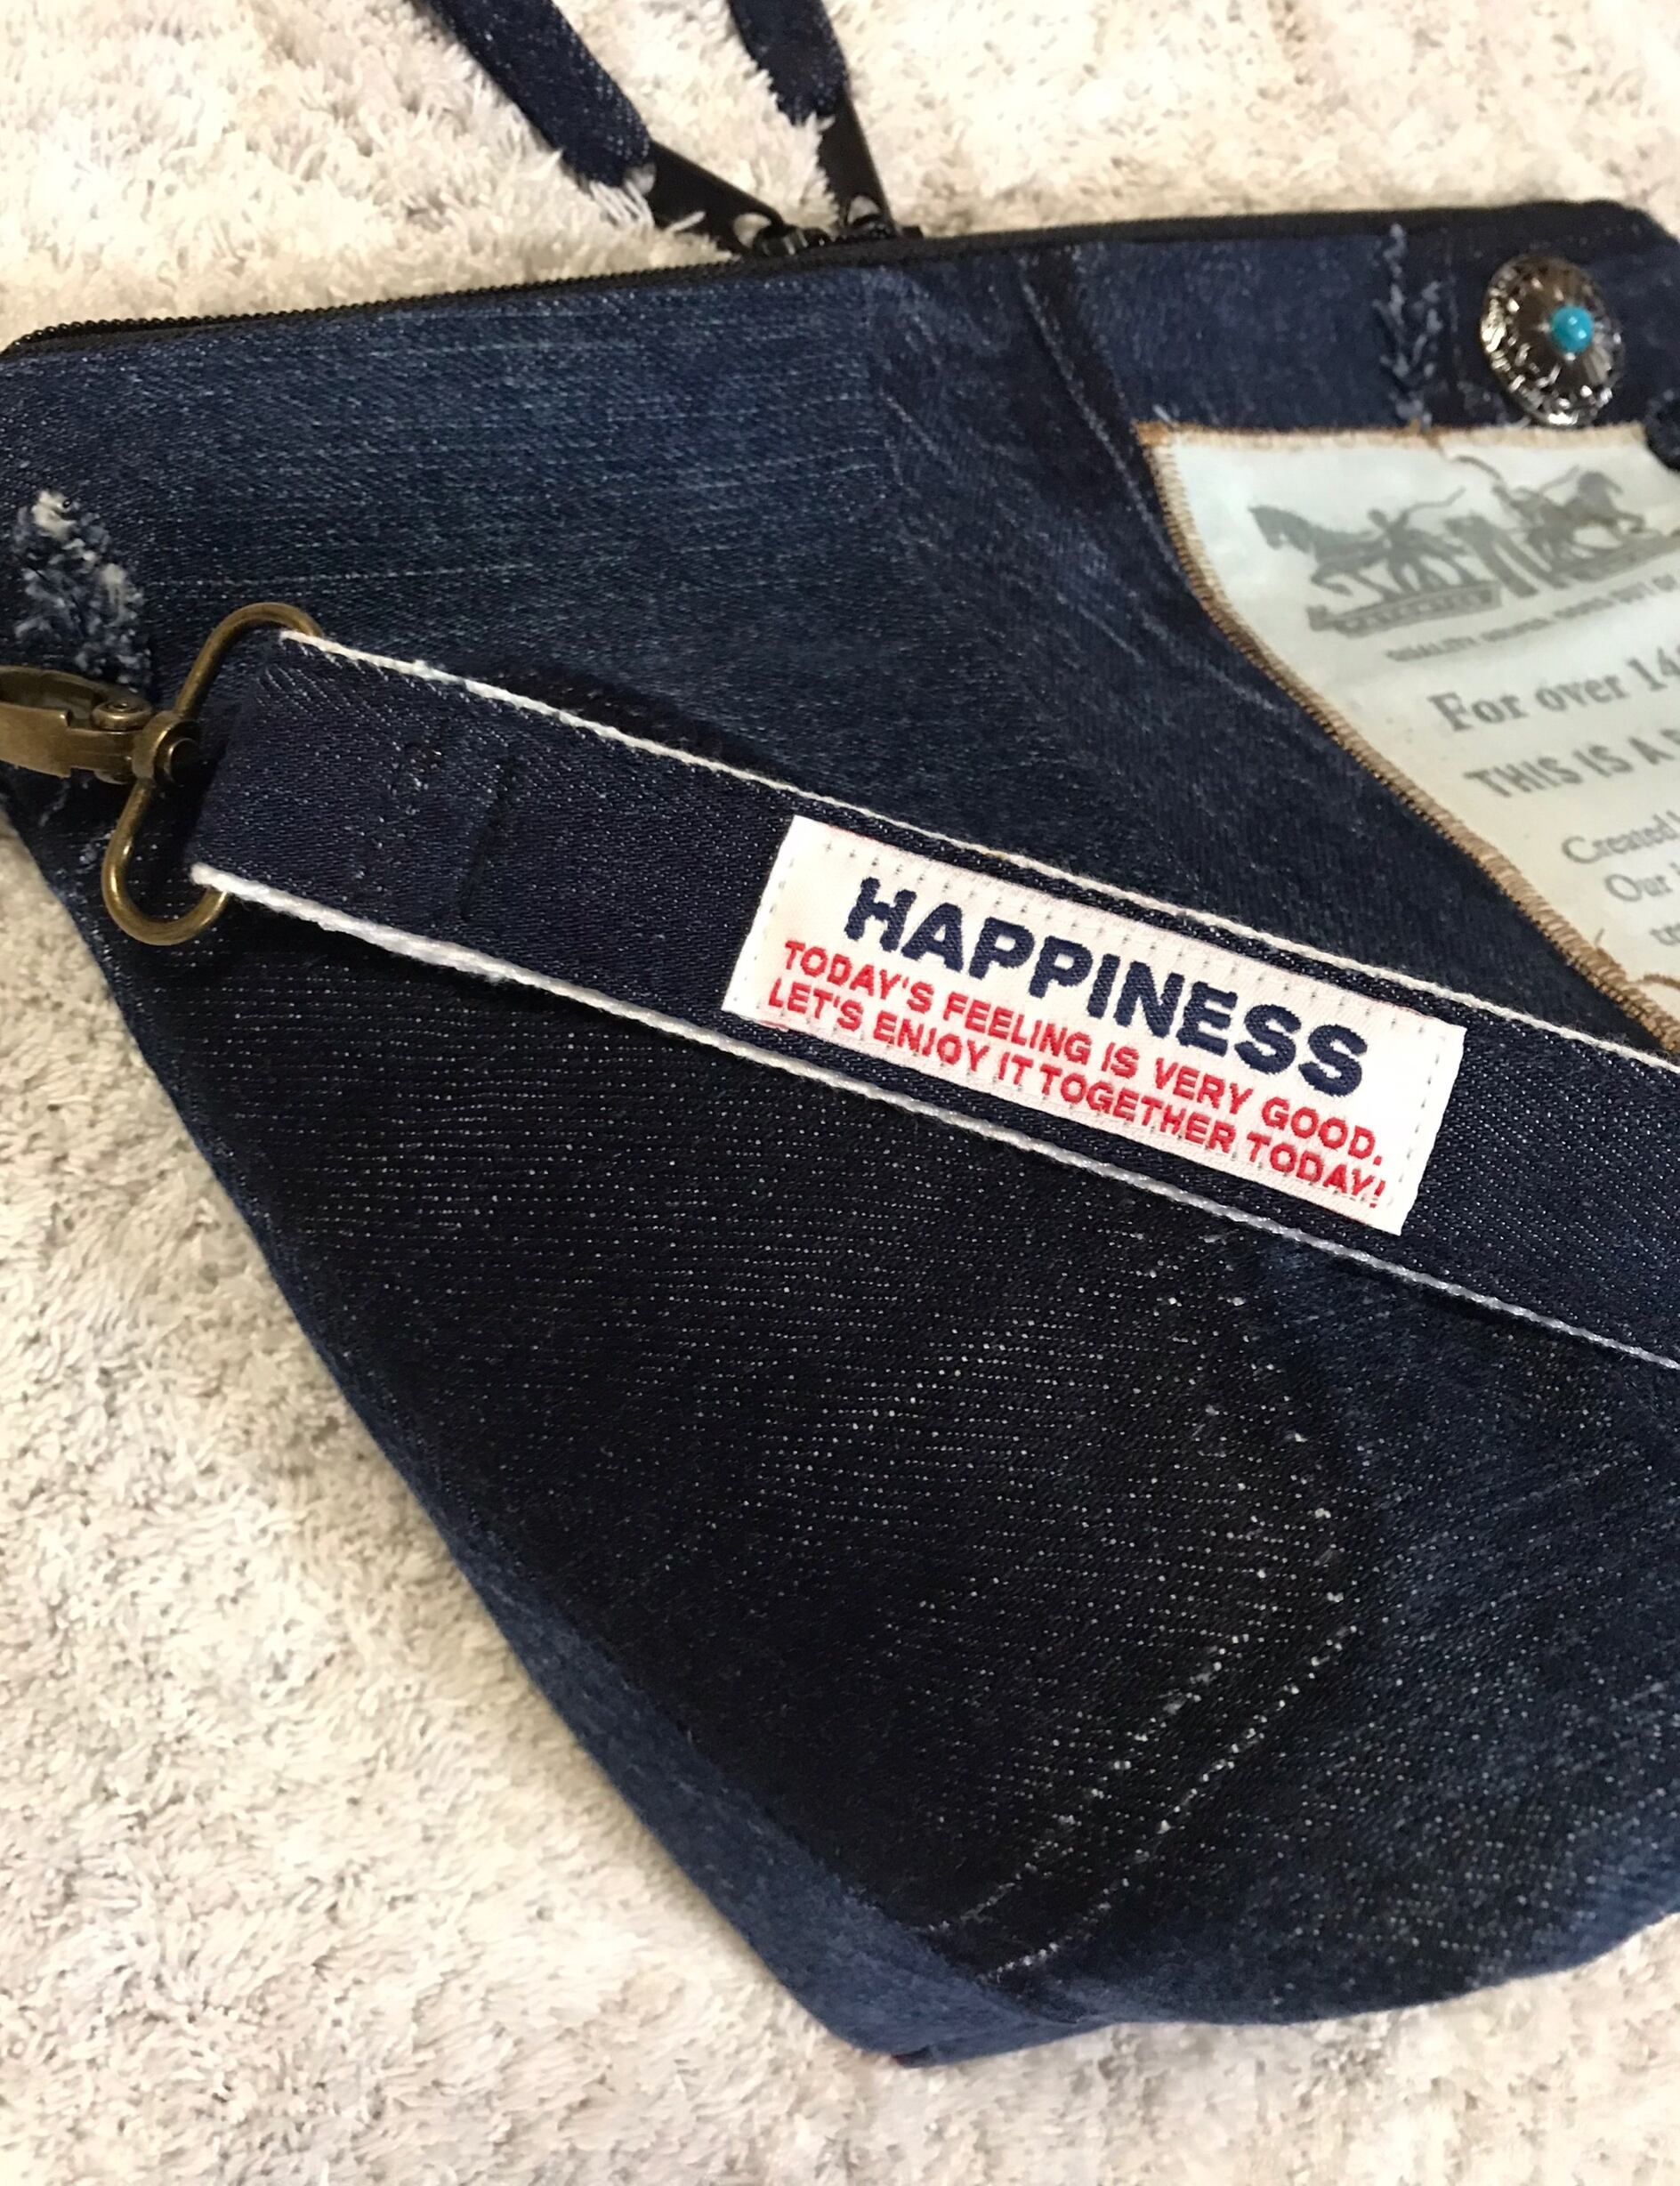 For over 14
THIS IS A
Created
Our
HAPPINESS
TODAY'S FEELING IS VERY GOOD.
LET'S ENJOY IT TOGETHER TODAY!